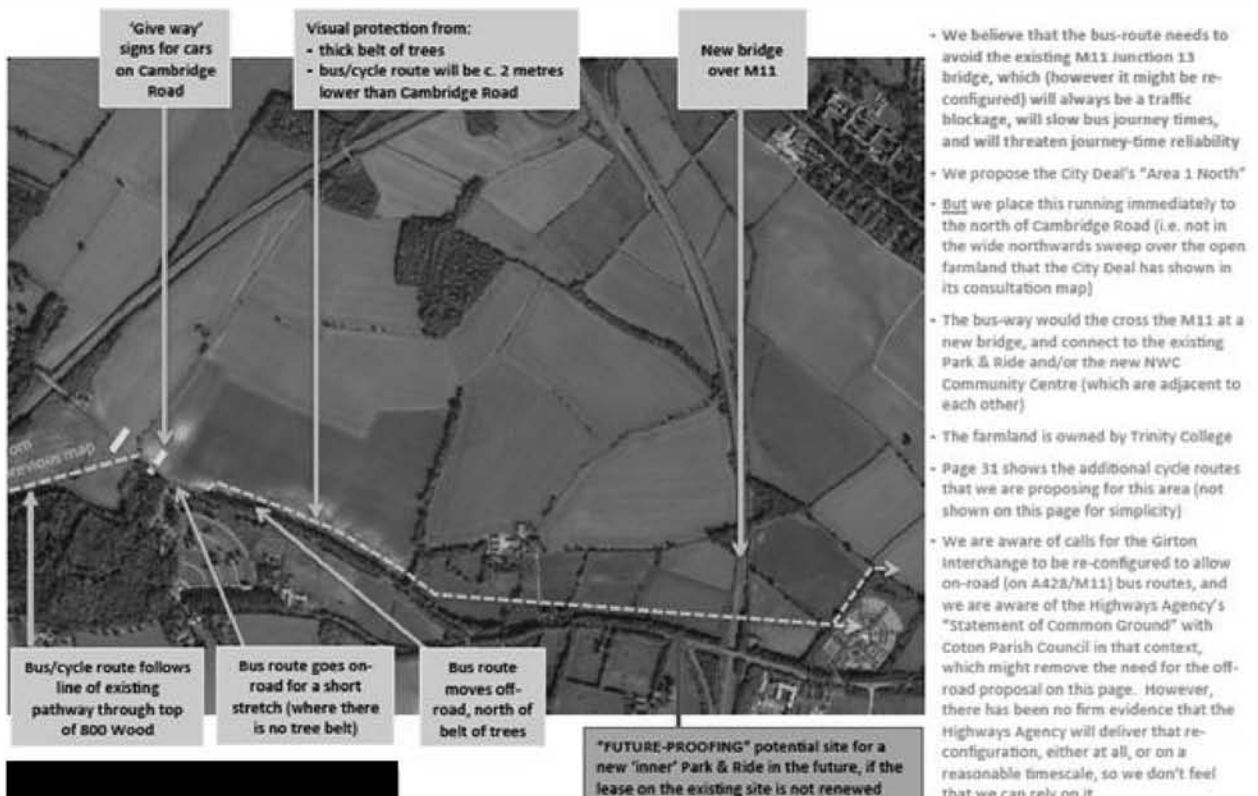 'Give way'
signs for cars
on Cambridge
Road
Visual protection from:
- thick belt of trees
- bus/cycle route will be c. 2 metres
lower than Cambridge Road
New bridge
over M11
om
previous map
Bus/cycle route follows
line of existing
pathway through top
of 800 Wood
Bus route goes on-
road for a short
stretch (where there
is no tree belt)
Bus route
moves off-
road, north of
belt of trees
"FUTURE-PROOFING" potential site for a
new 'inner' Park & Ride in the future, if the
lease on the existing site is not renewed
• We believe that the bus-route needs to
avoid the existing M11 Junction 13
bridge, which (however it might be re-
configured) will always be a traffic
blockage, will slow bus journey times,
and will threaten journey-time reliability
• We propose the City Deal's "Area 1 North"
• But we place this running immediately to
the north of Cambridge Road (i.e. not in
the wide northwards sweep over the open
farmland that the City Deal has shown in
its consultation map)
• The bus-way would the cross the M11 at a
new bridge, and connect to the existing
Park & Ride and/or the new NWC
Community Centre (which are adjacent to
each other)
• The farmland is owned by Trinity College
• Page 31 shows the additional cycle routes
that we are proposing for this area (not
shown on this page for simplicity)
• We are aware of calls for the Girton
Interchange to be re-configured to allow
on-road (on A428/M11) bus routes, and
we are aware of the Highways Agency's
"Statement of Common Ground" with
Coton Parish Council in that context,
which might remove the need for the off-
road proposal on this page. However,
there has been no firm evidence that the
Highways Agency will deliver that re-
configuration, either at all, or on a
reasonable timescale, so we don't feel
that we can rely on it